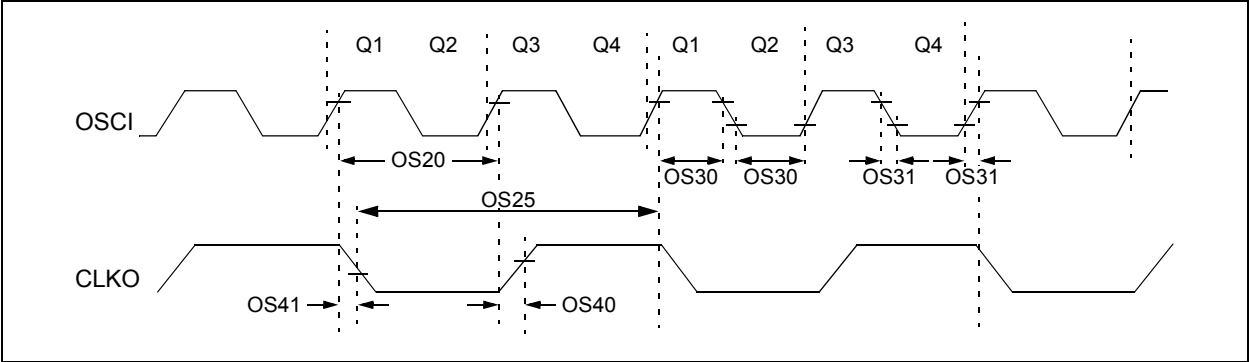 Q1 Q2 Q3 Q4 Q1 Q2 Q3 Q4
OSCI
OS20
OS30 OS30 OS31 OS31
OS25
CLKO
OS41 OS40